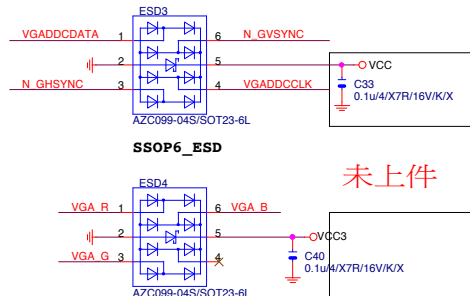 ESD3
VGADDCDATA 1 6 N_GVSYNC
2 5 VCC
N_GHSYNC 3 4 VGADDCCLK
C33
0.1u/4/X7R/16V/K/X
AZC099-04S/SOT23-6L
SSOP6_ESD
未上件
ESD4
VGA_R 1 6 VGA_B
2 5 VCC3
VGA_G 3 4
C40
0.1u/4/X7R/16V/K/X
AZC099-04S/SOT23-6L